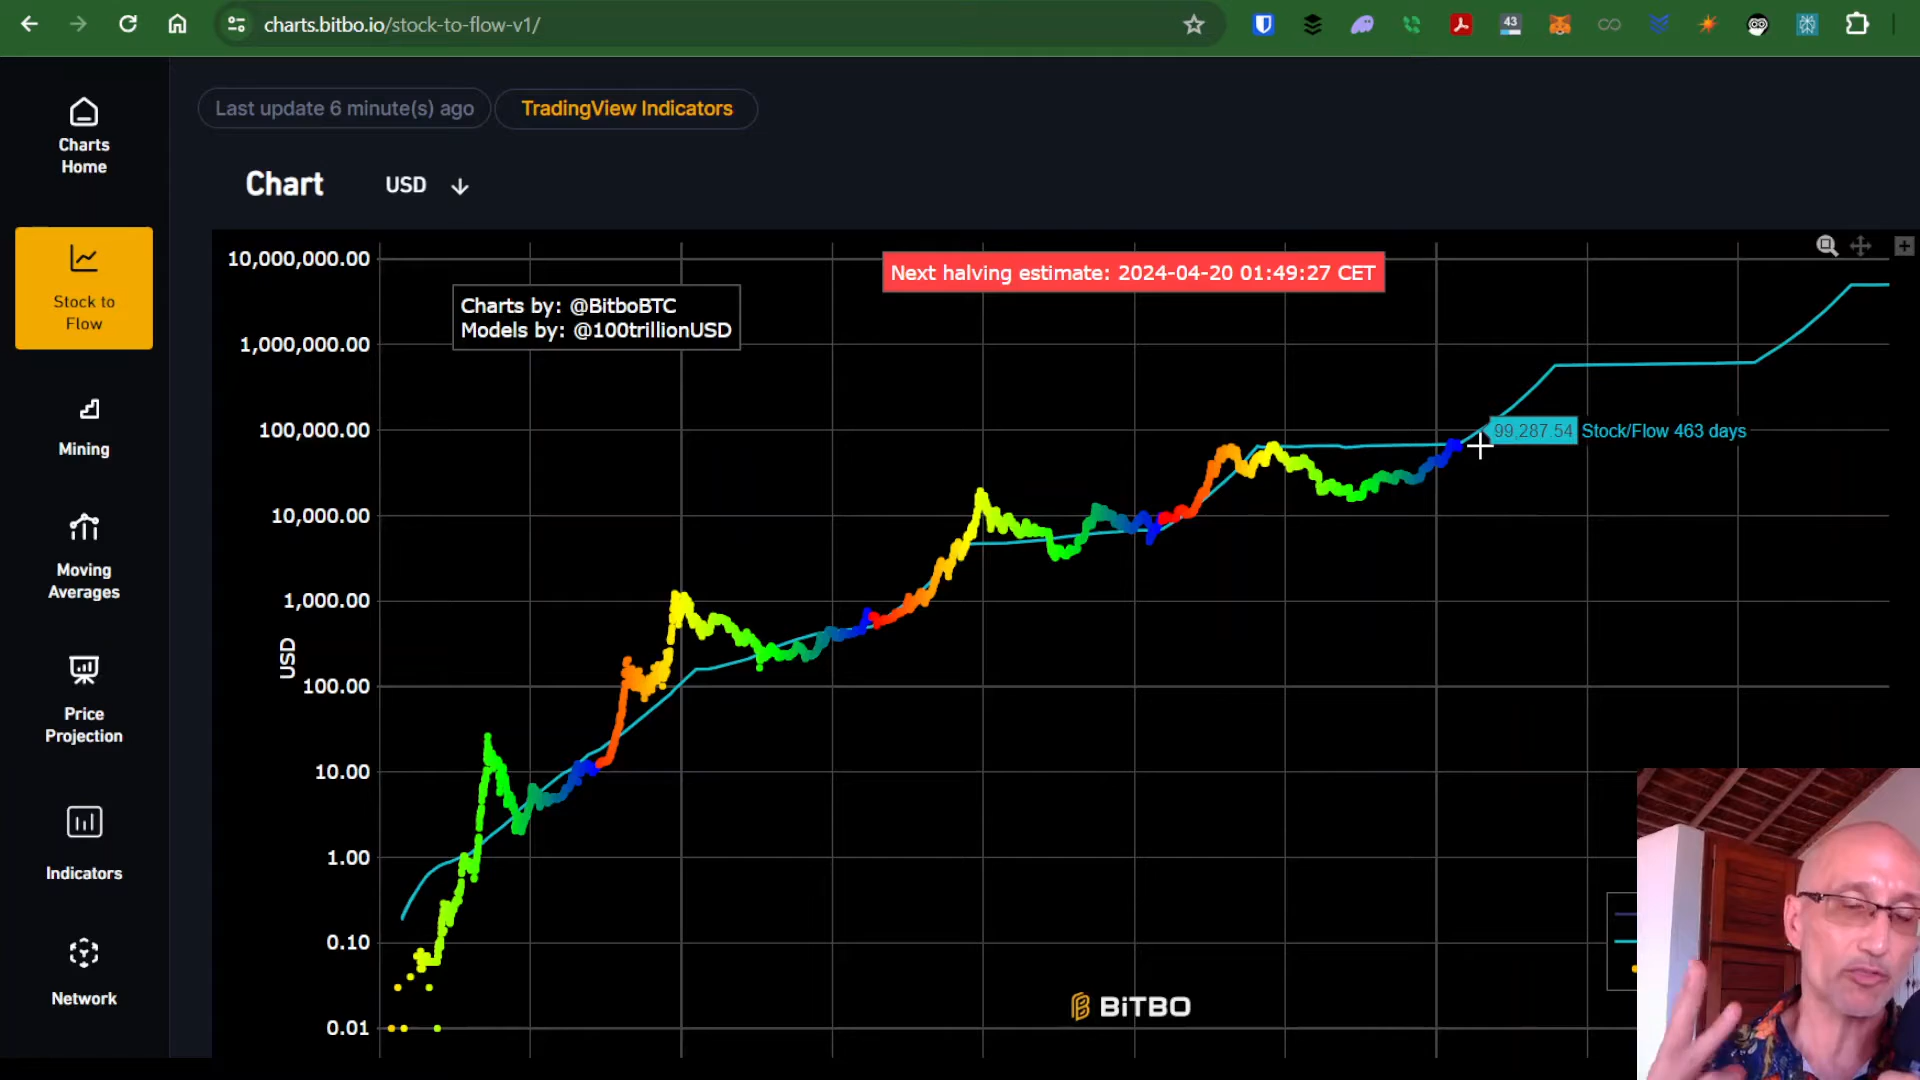 charts.bitbo.io/stock-to-flow-v1/
43
Charts
Home
Stock to
Flow
Mining
Moving
Averages
Price
Projection
Indicators
Network
Last update 6 minute(s) ago
TradingView Indicators
Chart
USD
Next halving estimate: 2024-04-20 01:49:27 CET
Charts by: @BitboBTC
Models by: @100trillionUSD
10,000,000.00
1,000,000.00
100,000.00
10,000.00
1,000.00
100.00
10.00
1.00
0.10
0.01
USD
99,287.54 Stock/Flow 463 days
BiTBO